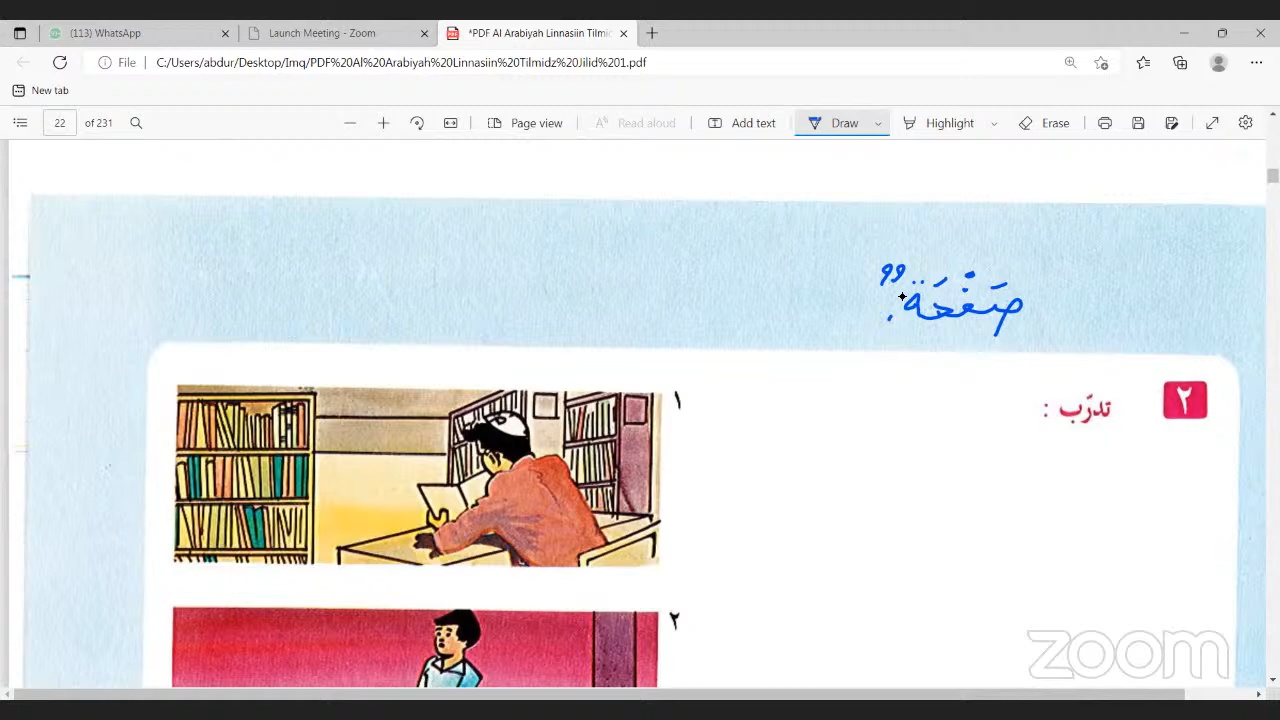 (113) WhatsApp
Launch Meeting - Zoom
*PDF Al Arabiyah Linnasiin Tilmi
File
C:/Users/abdur/Desktop/Imq/PDF%20Al%20Arabiyah%20Linnasiin%20Tilmidz%20Jilid%201.pdf
New tab
22 of 231
Page view
Read aloud
Add text
Draw
Highlight
Erase
صَفْحَة
٩٩
٢
تدرّب :
١
٢
zoom